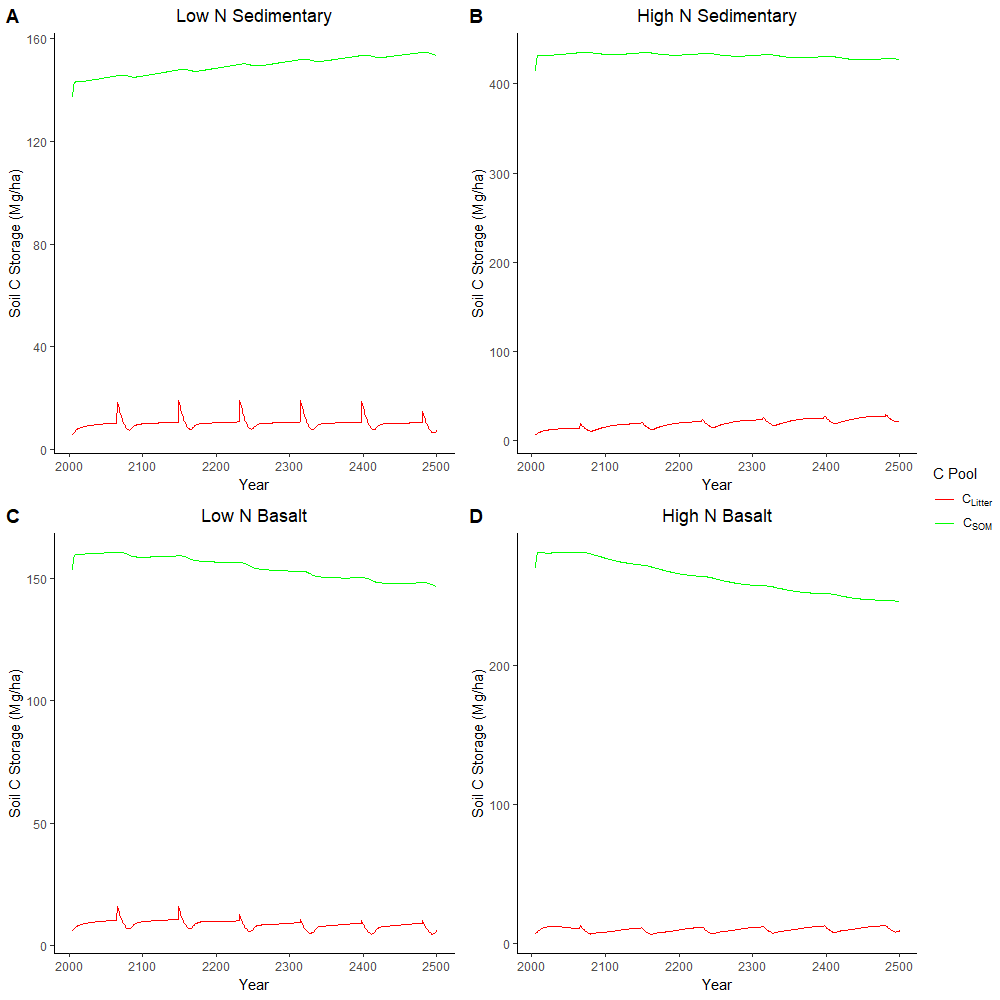 A
Low N Sedimentary
Soil C Storage (Mg/ha)
160
120
80
40
0
2000 2100 2200 2300 2400 2500
Year
B
High N Sedimentary
Soil C Storage (Mg/ha)
400
300
200
100
0
2000 2100 2200 2300 2400 2500
Year
C
Low N Basalt
Soil C Storage (Mg/ha)
150
100
50
0
2000 2100 2200 2300 2400 2500
Year
D
High N Basalt
Soil C Storage (Mg/ha)
200
100
0
2000 2100 2200 2300 2400 2500
Year
C Pool
CLitter
CSOM